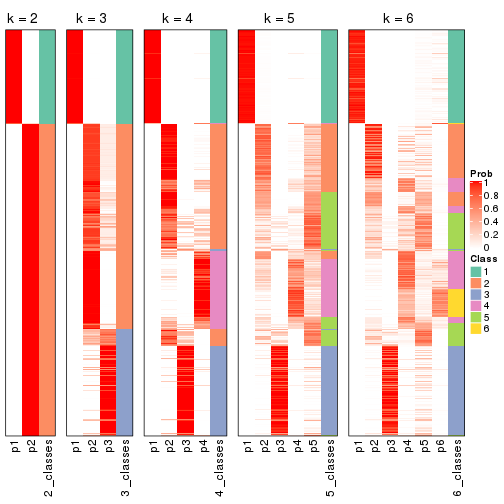 k = 2
k = 3
k = 4
k = 5
k = 6
Prob
1
0.8
0.6
0.4
0.2
0
Class
1
2
3
4
5
6
p1
p2
2_classes
p1
p2
p3
3_classes
p1
p2
p3
p4
4_classes
p1
p2
p3
p4
p5
5_classes
p1
p2
p3
p4
p5
p6
6_classes